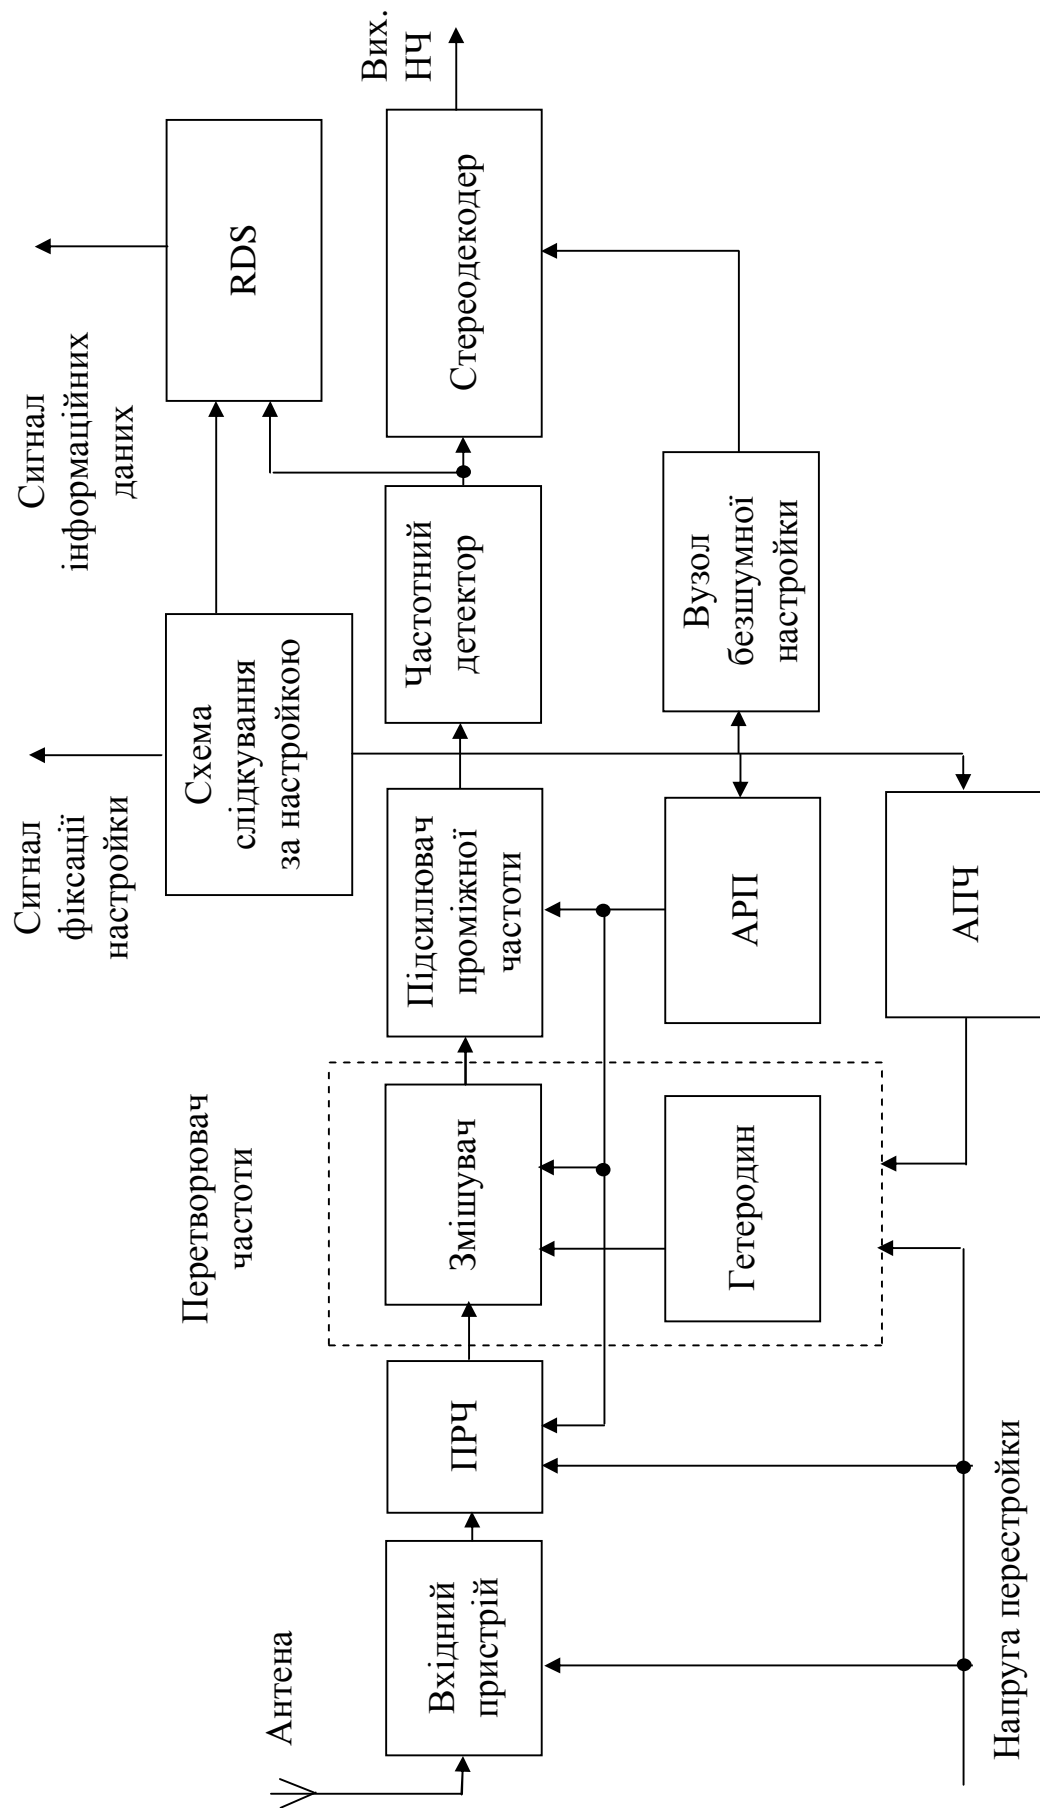 Сигнал
фіксації
настройки
Сигнал
інформаційних
даних
Вих.
НЧ
Антена
Перетворювач
частоти
Схема
слідкування
за настройкою
RDS
Вхідний
пристрій
ПРЧ
Змішувач
Підсилювач
проміжної
частоти
Частотний
детектор
Стереодекодер
Гетеродин
АРП
Вузол
безшумної
настройки
АПЧ
Напруга перестройки